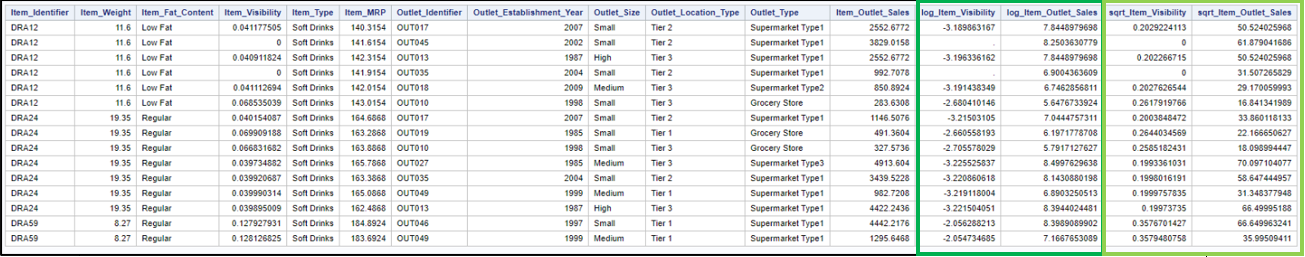 Item_Identifier Item_Weight Item_Fat_Content Item_Visibility Item_Type Item_MRP Outlet_Identifier Outlet_Establishment_Year Outlet_Size Outlet_Location_Type Outlet_Type Item_Outlet_Sales log_Item_Visibility log_Item_Outlet_Sales sqrt_Item_Visibility sqrt_Item_Outlet_Sales
DRA12 11.6 Low Fat 0.041177505 Soft Drinks 140.3154 OUT017 2007 Small Tier 2 Supermarket Type1 2552.6772 -3.189863167 7.8448979698 0.2029224113 50.524025968
DRA12 11.6 Low Fat 0 Soft Drinks 141.6154 OUT045 2002 Small Tier 2 Supermarket Type1 3829.0158 . 8.2503630779 0 61.879041686
DRA12 11.6 Low Fat 0.040911824 Soft Drinks 142.3154 OUT013 1987 High Tier 3 Supermarket Type1 2552.6772 -3.196336162 7.8448979698 0.202266715 50.524025968
DRA12 11.6 Low Fat 0 Soft Drinks 141.9154 OUT035 2004 Small Tier 2 Supermarket Type1 992.7078 . 6.9004363609 0 31.507265829
DRA12 11.6 Low Fat 0.041112694 Soft Drinks 142.0154 OUT018 2009 Medium Tier 3 Supermarket Type2 850.8924 -3.191438349 6.7462856811 0.2027626544 29.170059993
DRA12 11.6 Low Fat 0.068535039 Soft Drinks 143.0154 OUT010 1998 Small Tier 3 Grocery Store 283.6308 -2.680410146 5.6476733924 0.2617919766 16.841341989
DRA24 19.35 Regular 0.040154087 Soft Drinks 164.6868 OUT017 2007 Small Tier 2 Supermarket Type1 1146.5076 -3.21503105 7.0444757311 0.2003848472 33.860118133
DRA24 19.35 Regular 0.069909188 Soft Drinks 163.2868 OUT019 1985 Small Tier 1 Grocery Store 491.3604 -2.660558193 6.1971778708 0.2644034569 22.166650627
DRA24 19.35 Regular 0.066831682 Soft Drinks 163.8868 OUT010 1998 Small Tier 3 Grocery Store 327.5736 -2.705578029 5.7917127627 0.2585182431 18.098994447
DRA24 19.35 Regular 0.039734882 Soft Drinks 165.7868 OUT027 1985 Medium Tier 3 Supermarket Type3 4913.604 -3.225525837 8.4997629638 0.1993361031 70.097104077
DRA24 19.35 Regular 0.039920687 Soft Drinks 163.3868 OUT035 2004 Small Tier 2 Supermarket Type1 3439.5228 -3.220860618 8.1430880198 0.1998016191 58.647444957
DRA24 19.35 Regular 0.039990314 Soft Drinks 165.0868 OUT049 1999 Medium Tier 1 Supermarket Type1 982.7208 -3.219118004 6.8903250513 0.1999757835 31.348377948
DRA24 19.35 Regular 0.039895009 Soft Drinks 162.4868 OUT013 1987 High Tier 3 Supermarket Type1 4422.2436 -3.221504051 8.3944024481 0.19973735 66.49995188
DRA59 8.27 Regular 0.127927931 Soft Drinks 184.8924 OUT046 1997 Small Tier 1 Supermarket Type1 4442.2176 -2.056288213 8.3989089902 0.3576701427 66.649963241
DRA59 8.27 Regular 0.128126825 Soft Drinks 183.6924 OUT049 1999 Medium Tier 1 Supermarket Type1 1295.6468 -2.054734685 7.1667653089 0.3579480758 35.99509411